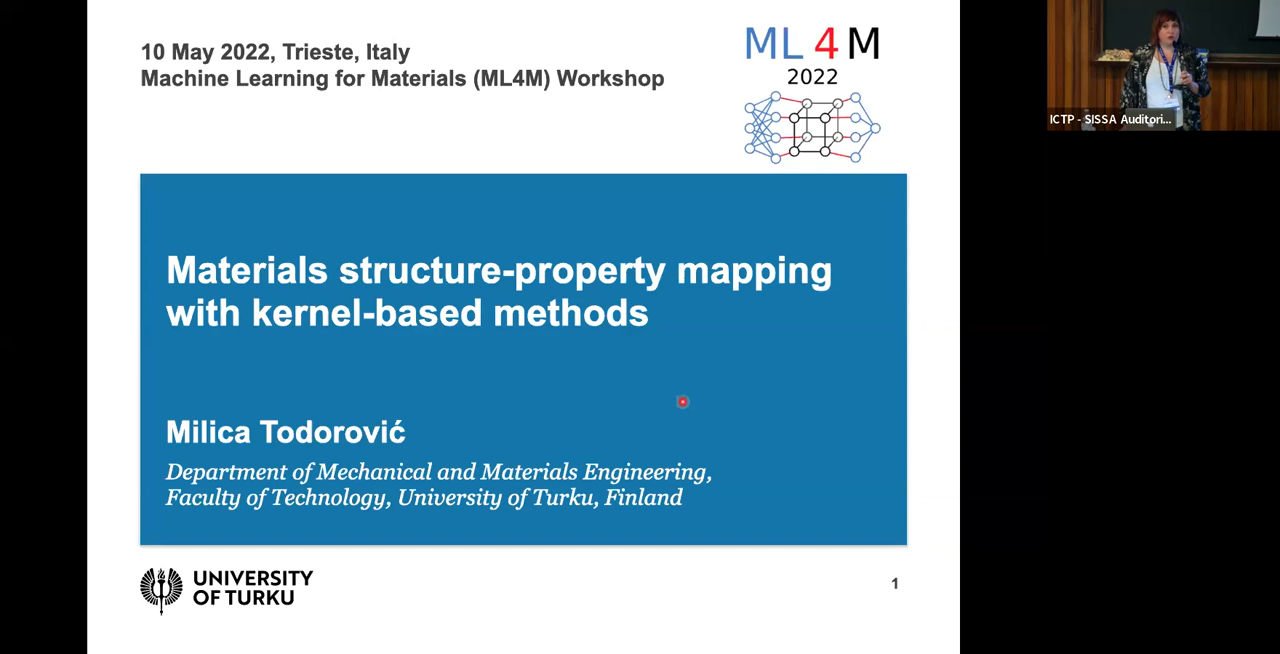 10 May 2022, Trieste, Italy
Machine Learning for Materials (ML4M) Workshop
ML 4 M
2022
ICTP - SISSA Auditori...
Materials structure-property mapping
with kernel-based methods
Milica Todorović
Department of Mechanical and Materials Engineering,
Faculty of Technology, University of Turku, Finland
UNIVERSITY
OF TURKU
1